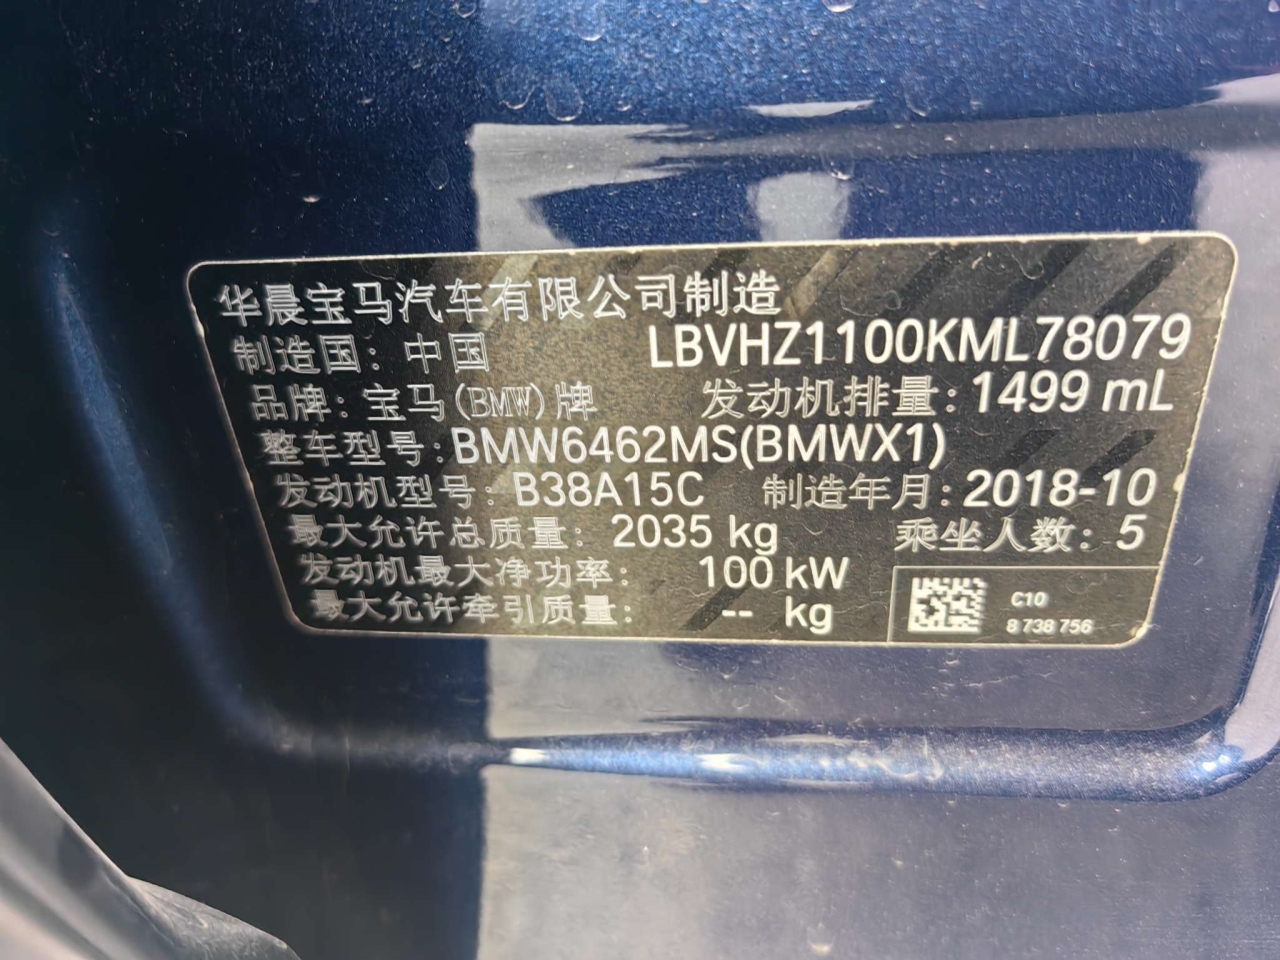 华晨宝马汽车有限公司制造
制造国：中国 LBVHZ1100KML78079
品牌：宝马(BMW)牌 发动机排量：1499 mL
整车型号：BMW6462MS(BMWX1)
发动机型号：B38A15C 制造年月：2018-10
最大允许总质量：2035 kg 乘坐人数：5
发动机最大净功率： 100 kW
最大允许牵引质量： -- kg
C10
8 738 756